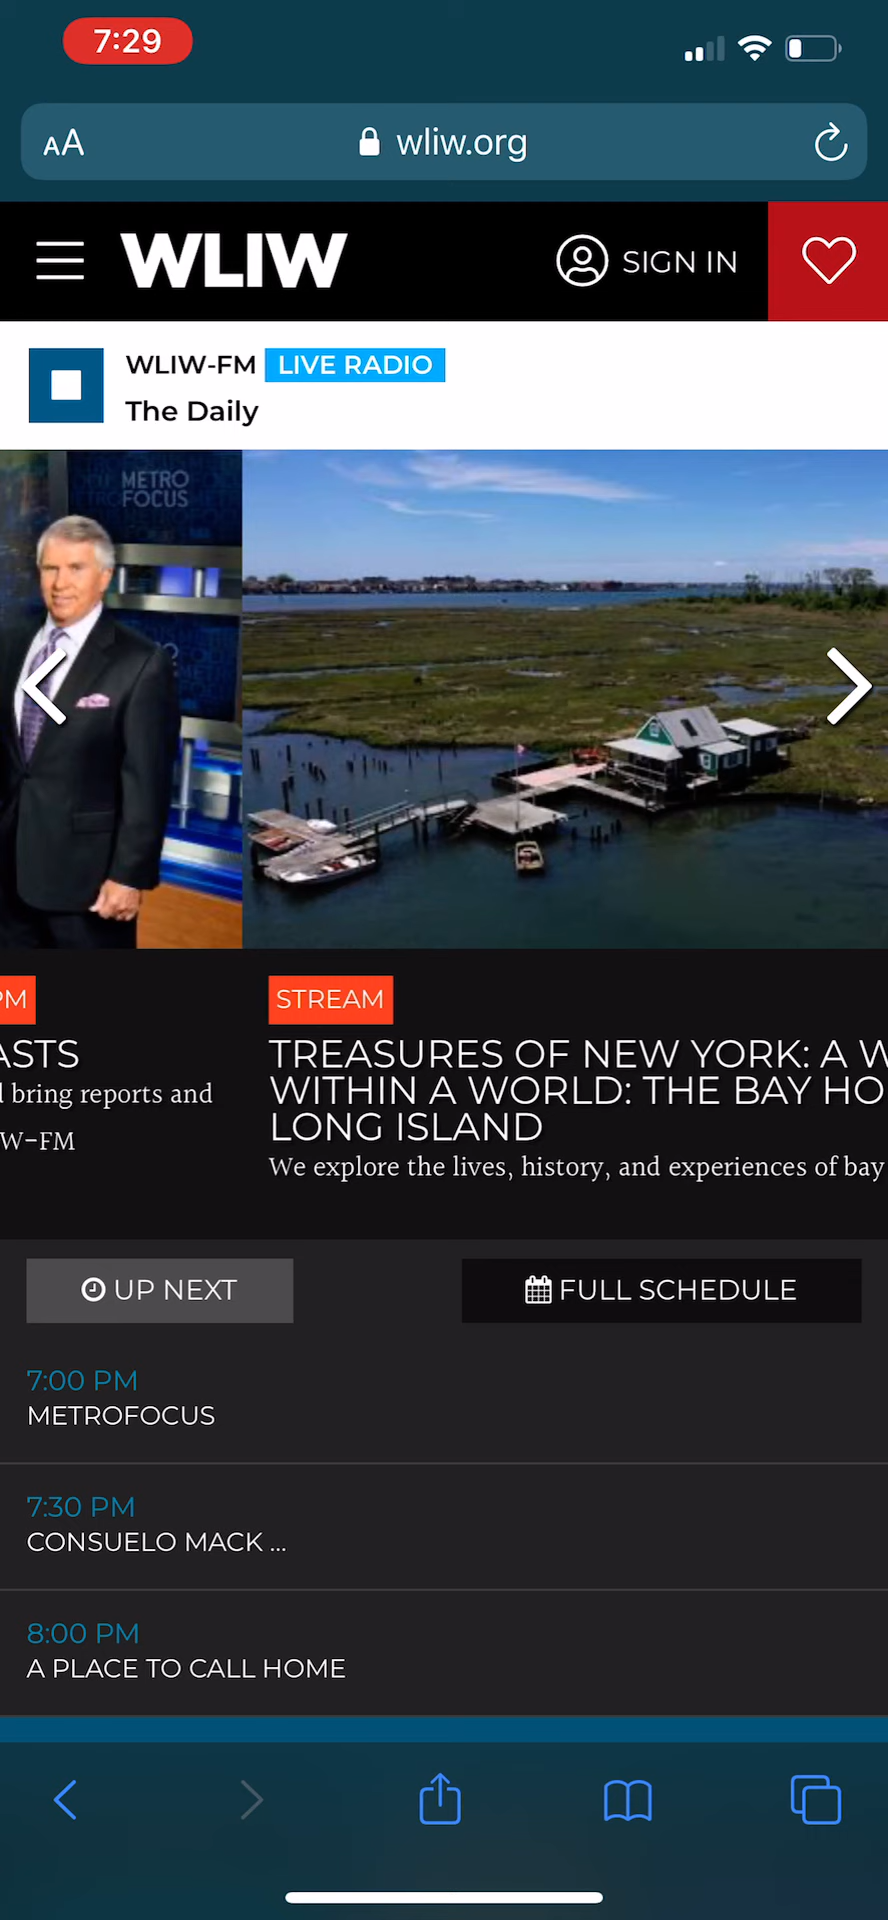 7:29
AA
wliw.org
WLIW
SIGN IN
WLIW-FM LIVE RADIO
The Daily
METRO
FOCUS
PM
STREAM
ASTS
TREASURES OF NEW YORK: A W
bring reports and
WITHIN A WORLD: THE BAY HO
W-FM
LONG ISLAND
We explore the lives, history, and experiences of bay
UP NEXT
FULL SCHEDULE
7:00 PM
METROFOCUS
7:30 PM
CONSUELO MACK ...
8:00 PM
A PLACE TO CALL HOME